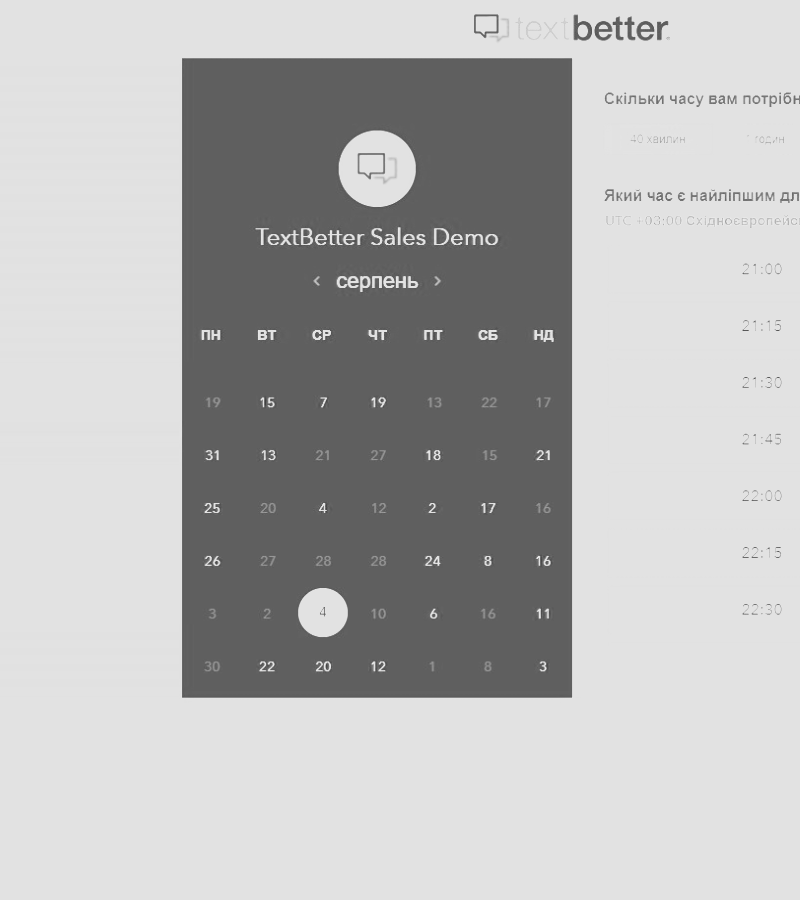 textbetter.
TextBetter Sales Demo
серпень
ПН ВТ СР ЧТ ПТ СБ НД
19 15 7 19 13 22 17
31 13 21 27 18 15 21
25 20 4 12 2 17 16
26 27 28 28 24 8 16
3 2 4 10 6 16 11
30 22 20 12 1 8 3
Скільки часу вам потрібн
40 хвилин 1 годин
Який час є найліпшим дл
UTC +03:00 Східноєвропейсь
21:00
21:15
21:30
21:45
22:00
22:15
22:30